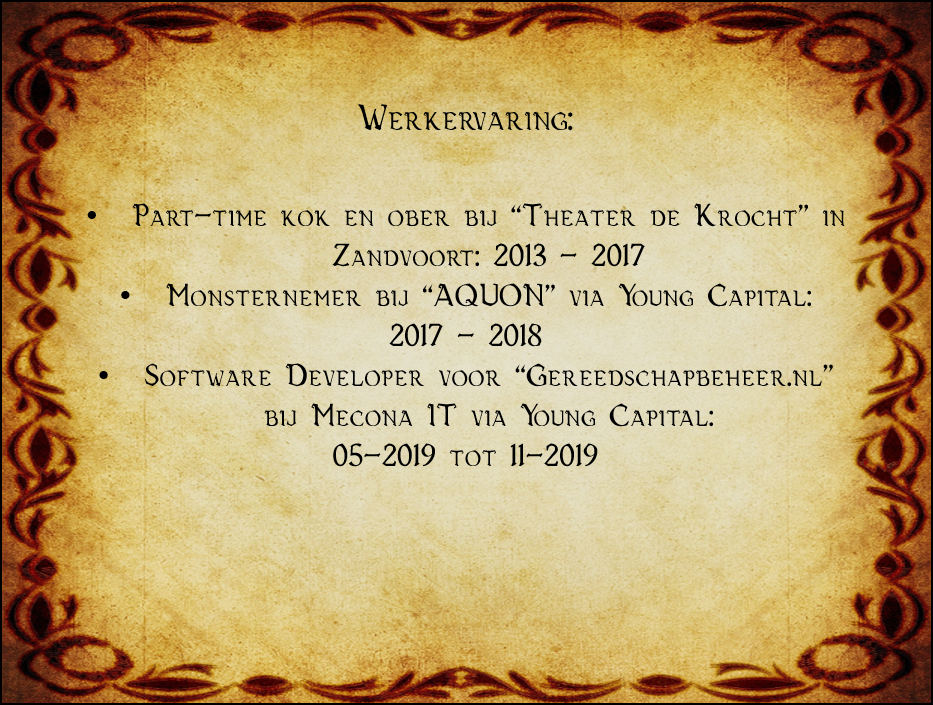 Werkervaring:
• Part-time kok en ober bij “Theater de Krocht” in
Zandvoort: 2013 – 2017
• Monsternemer bij “AQUON” via Young Capital:
2017 – 2018
• Software Developer voor “Gereedschapbeheer.nl”
bij Mecona IT via Young Capital:
05-2019 tot 11-2019